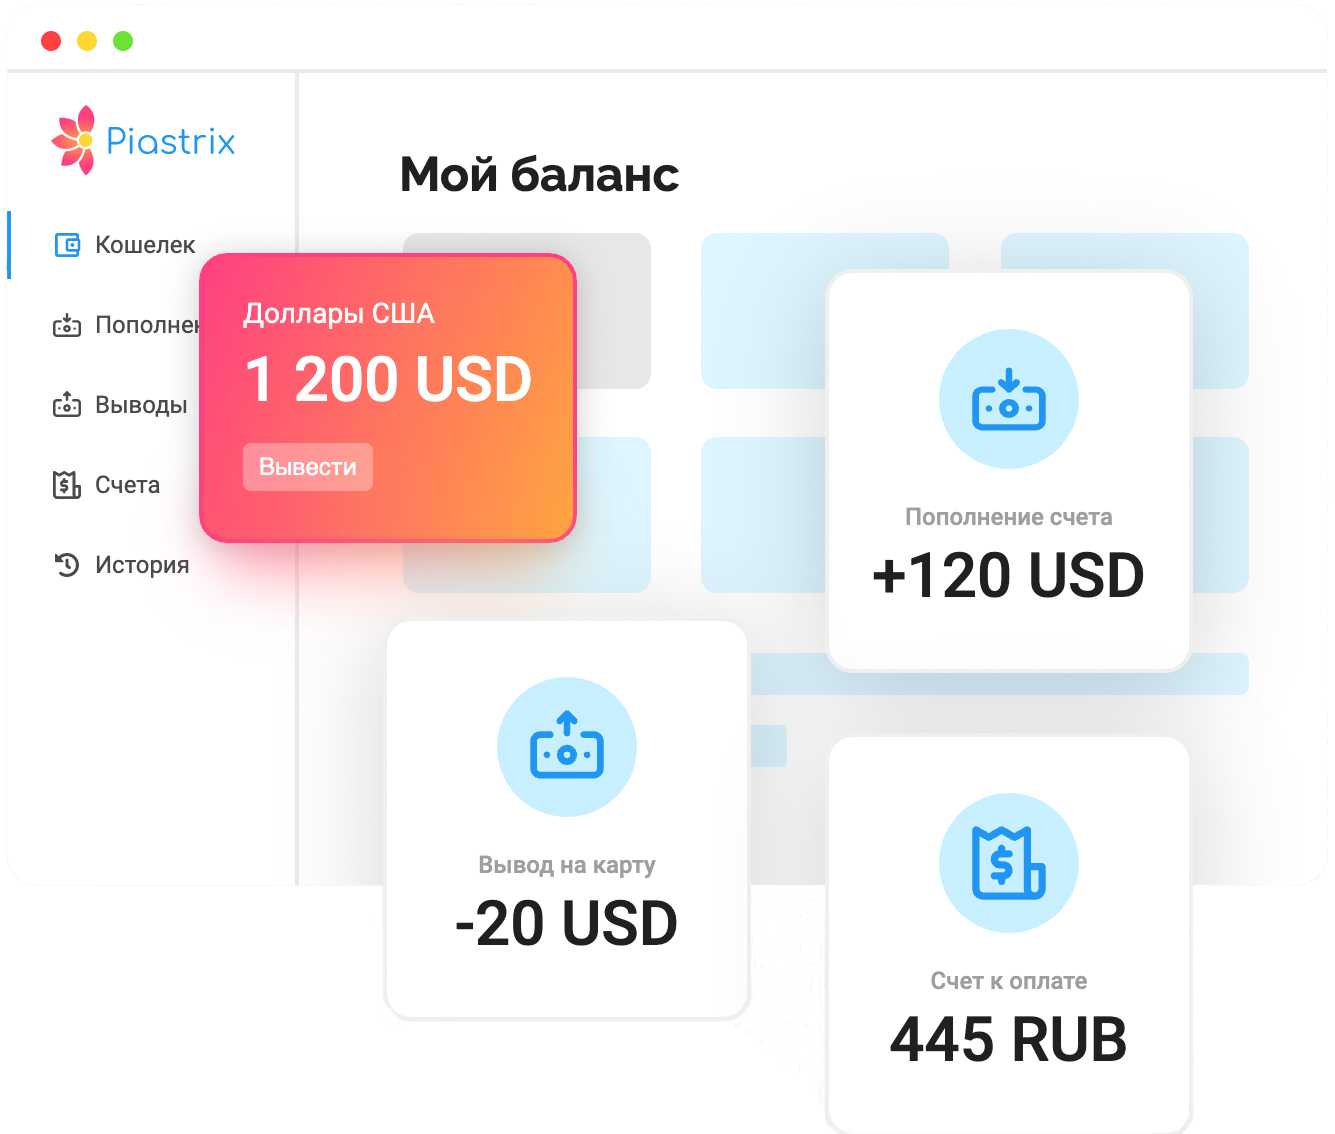 Piastrix
Кошелек
Выводы
Счета
История
Мой баланс
Доллары США
1 200 USD
Вывести
Пополнение счета
+120 USD
Вывод на карту
-20 USD
Счет к оплате
445 RUB